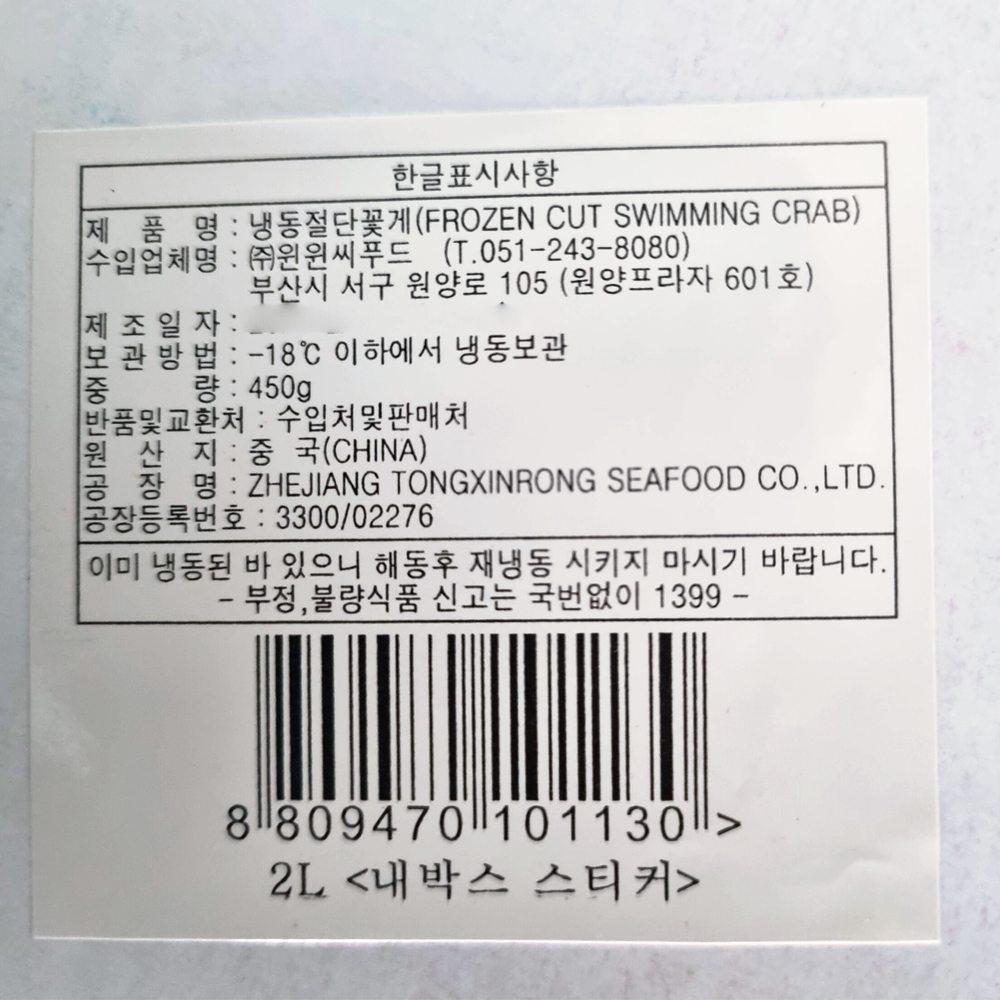 한글표시사항
제 품 명 : 냉동절단꽃게(FROZEN CUT SWIMMING CRAB)
수입업체명 : ㈜윈윈씨푸드 (T.051-243-8080)
부산시 서구 원양로 105 (원양프라자 601호)
제 조 일 자 :
보 관 방 법 : -18℃ 이하에서 냉동보관
중 량 : 450g
반품및교환처 : 수입처및판매처
원 산 지 : 중 국(CHINA)
공 장 명 : ZHEJIANG TONGXINRONG SEAFOOD CO.,LTD.
공장등록번호 : 3300/02276
이미 냉동된 바 있으니 해동후 재냉동 시키지 마시기 바랍니다.
- 부정,불량식품 신고는 국번없이 1399 -
8 809470 101130 >
2L <내박스 스티커>